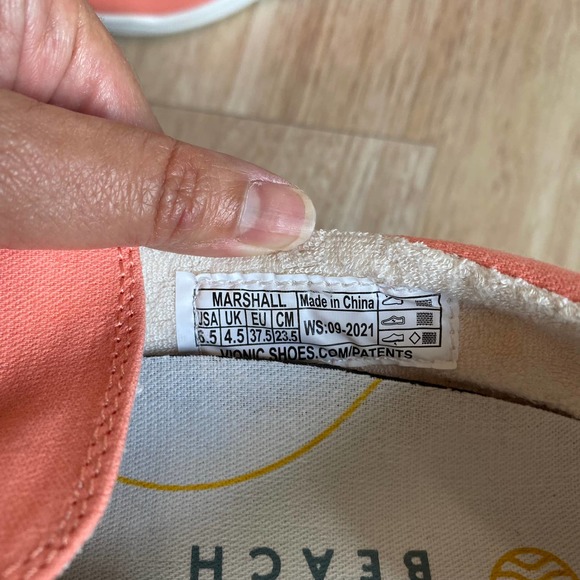 MARSHALL Made in China
USA UK EU CM WS:09-2021
6.5 4.5 37.5 23.5
VIONIC SHOES.COM/PATENTS
BEACH